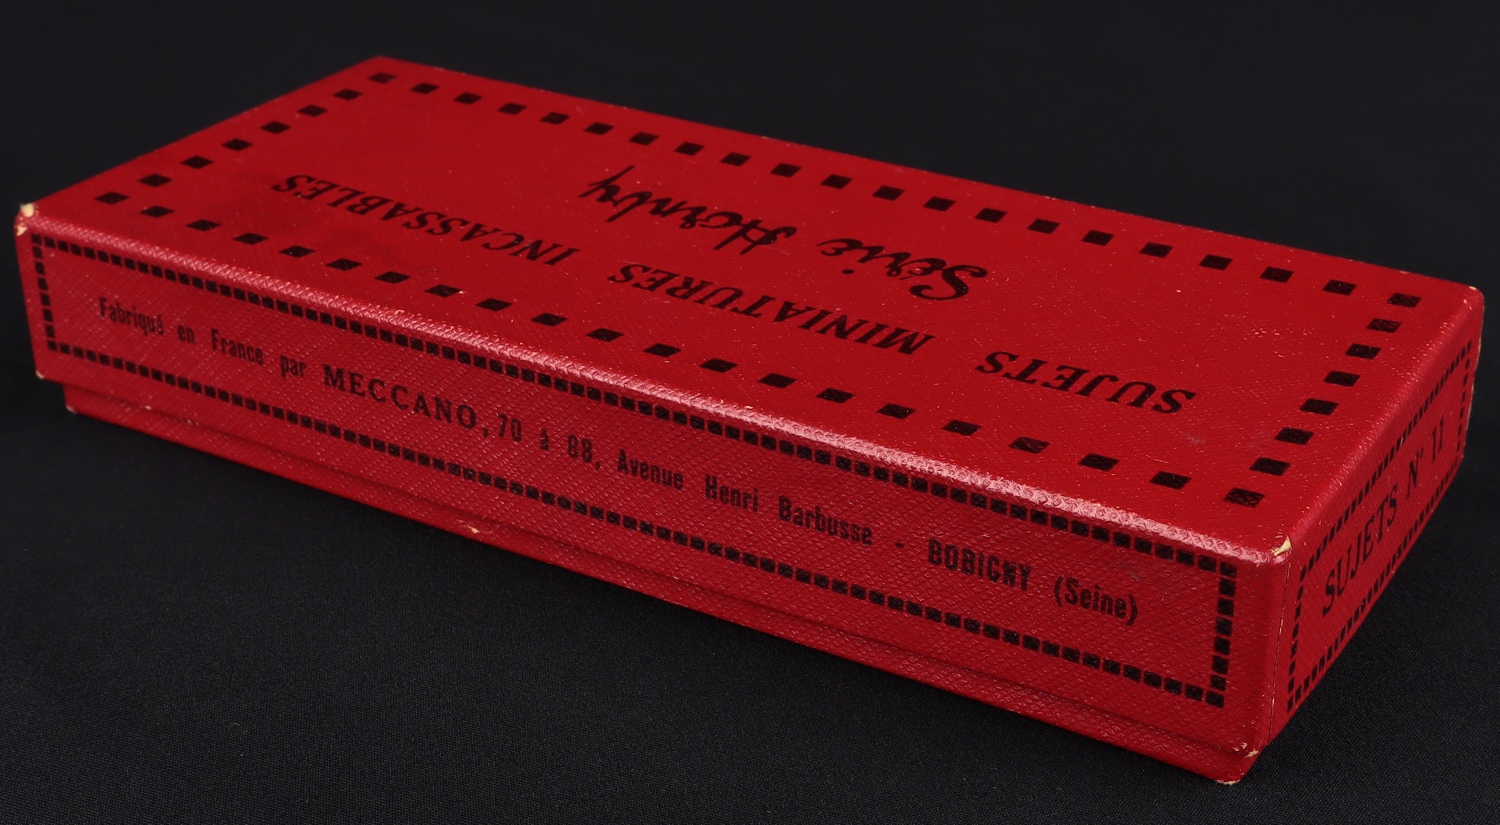 SUJETS MINIATURES INCASSABLES
Série Hornby
Fabriqué en France par MECCANO, 70 à 88, Avenue Henri Barbusse - BOBIGNY (Seine)
SUJETS N° 11